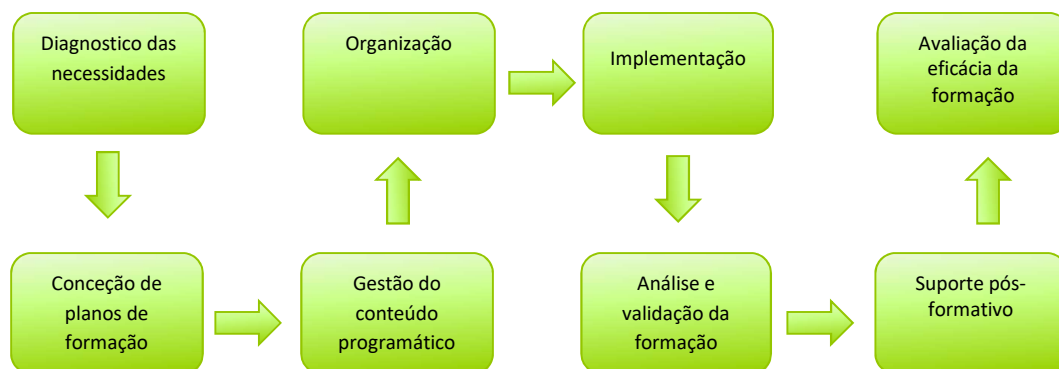 Diagnostico das
necessidades
Organização
Implementação
Avaliação da
eficácia da
formação
Conceção de
planos de
formação
Gestão do
conteúdo
programático
Análise e
validação da
formação
Suporte pós-
formativo